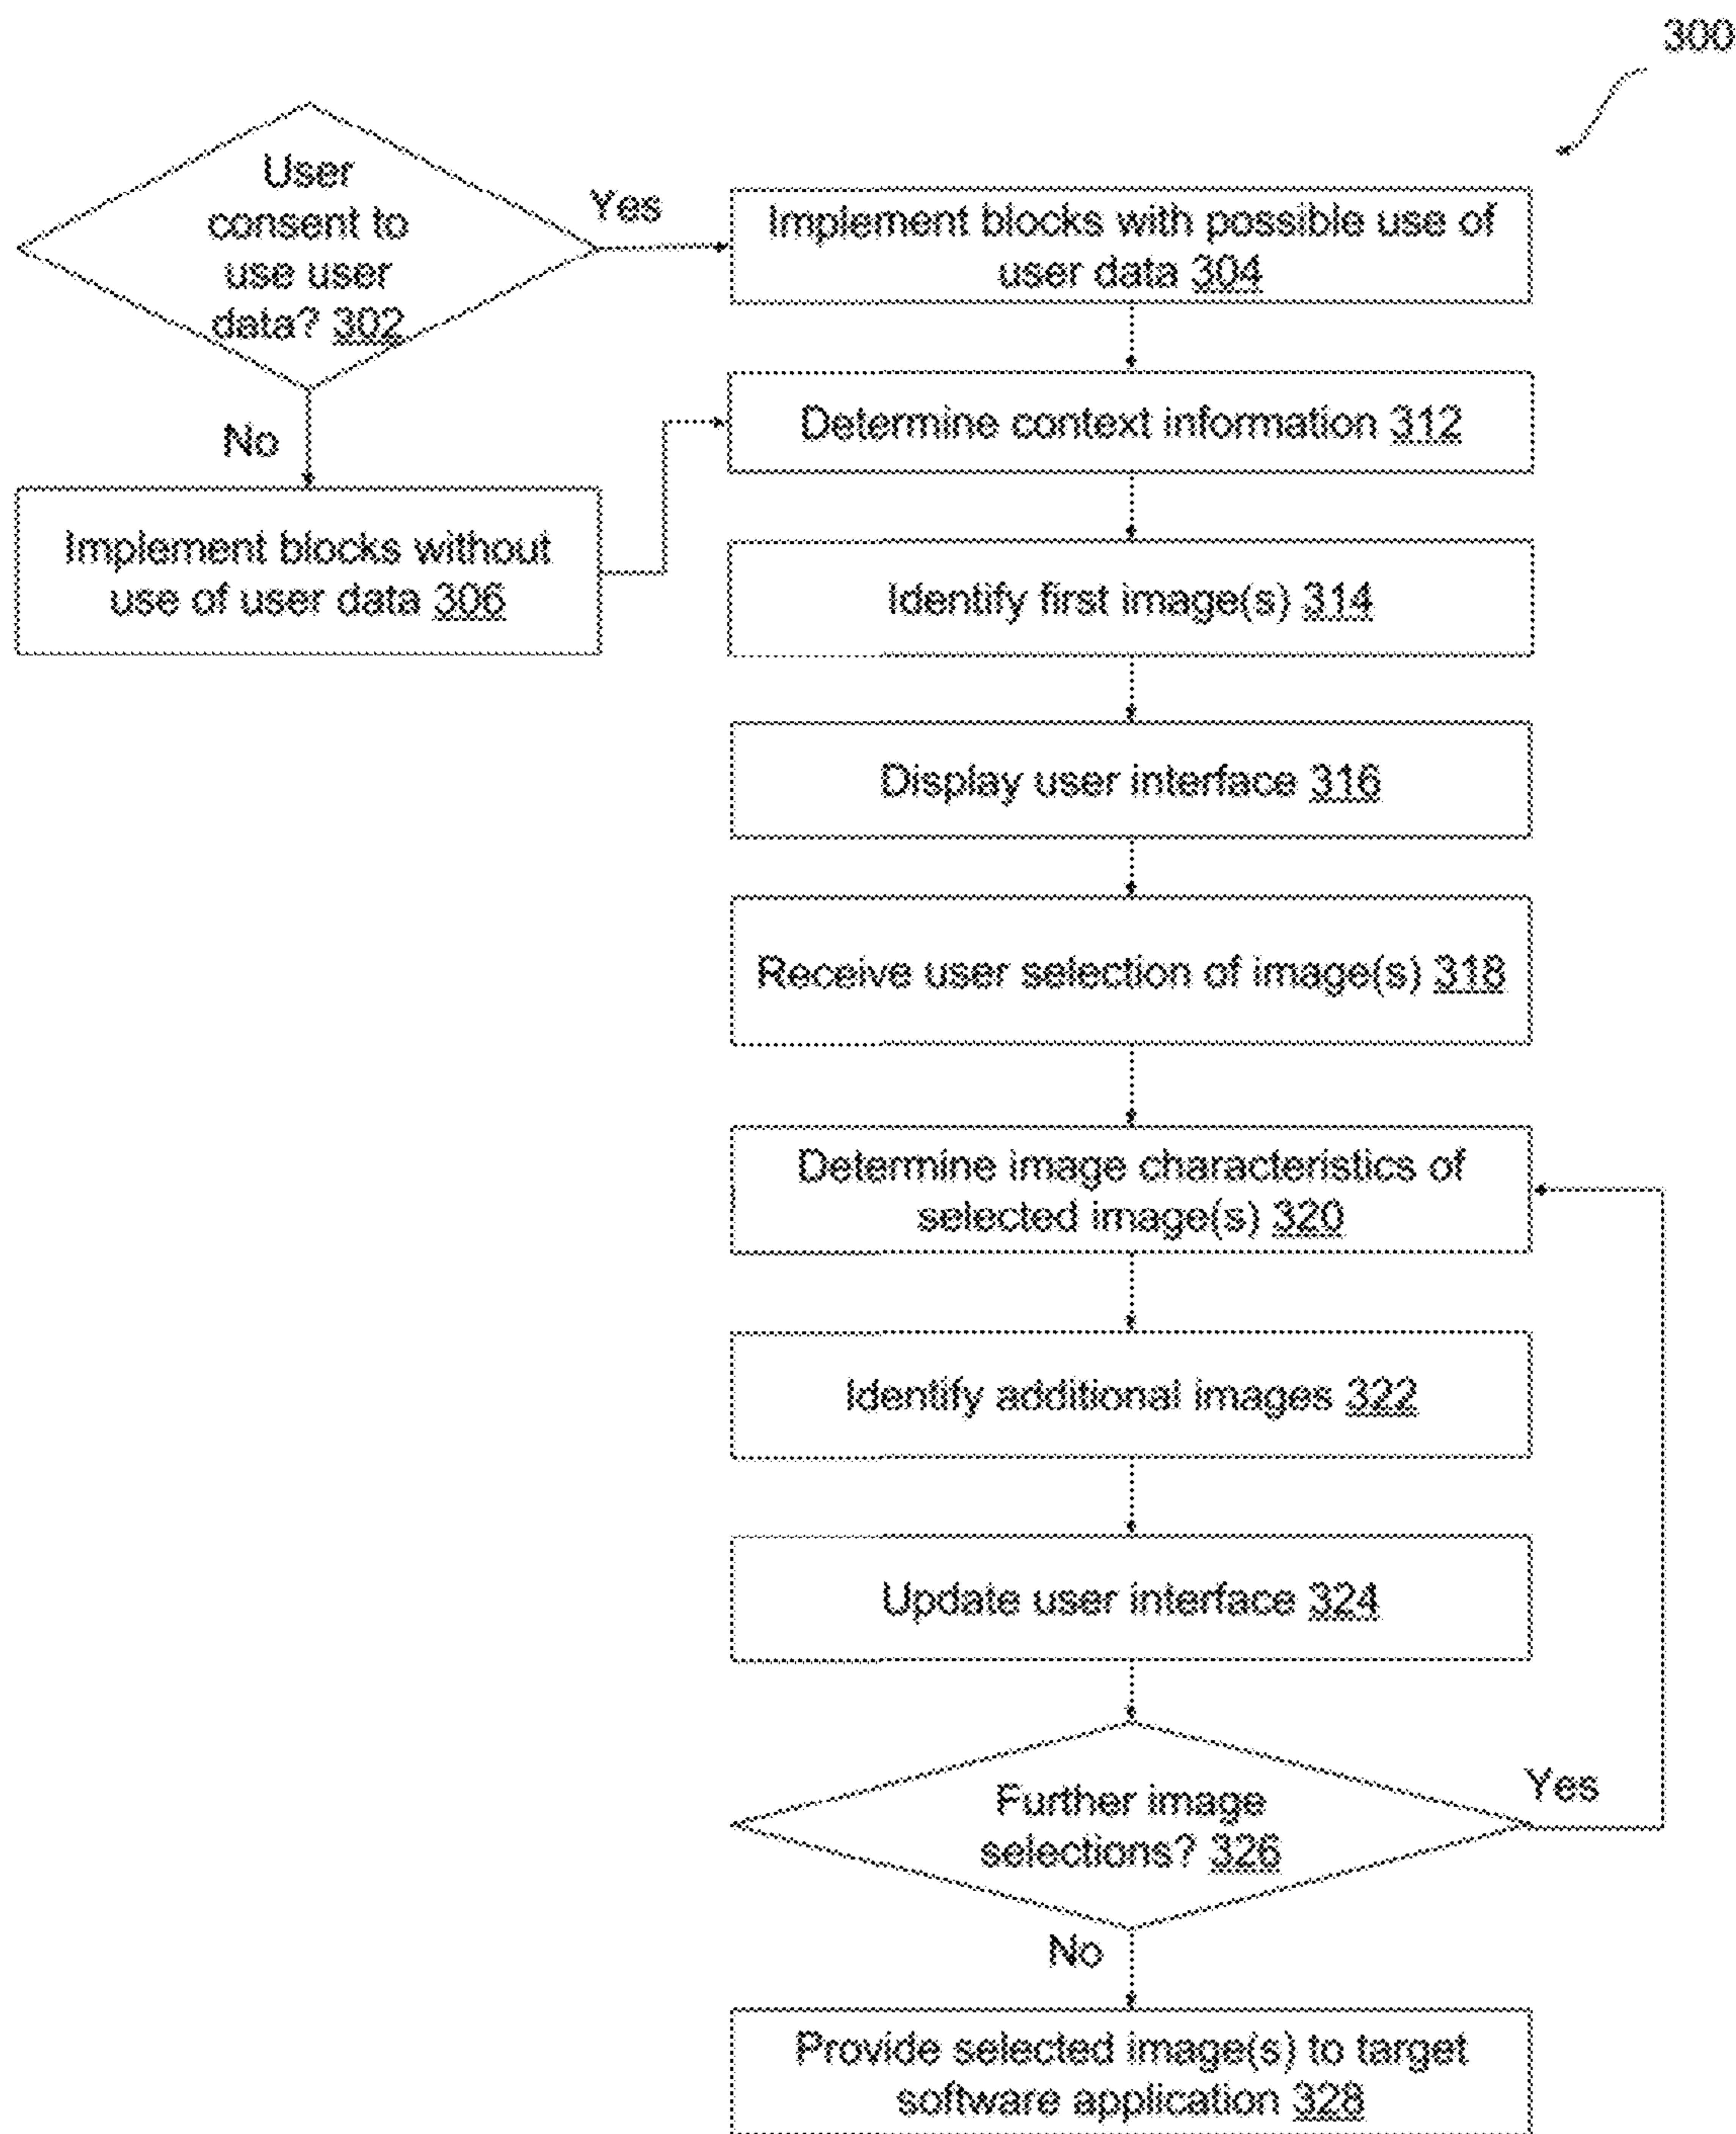 300
User
consent to
use user
data? 302
Yes
Implement blocks with possible use of
user data 304
No
Determine context information 312
Implement blocks without
use of user data 306
Identify first image(s) 314
Display user interface 316
Receive user selection of image(s) 318
Determine image characteristics of
selected image(s) 320
Identify additional images 322
Update user interface 324
Further image
selections? 326
Yes
No
Provide selected image(s) to target
software application 328